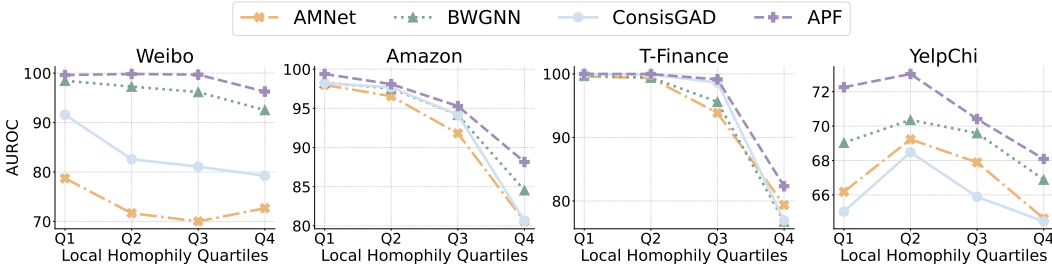 AMNet BWGNN ConsisGAD APF
Weibo Amazon T-Finance YelpChi
AUROC
100
90
80
70
Q1 Q2 Q3 Q4
Local Homophily Quartiles
100
95
90
85
80
Q1 Q2 Q3 Q4
Local Homophily Quartiles
100
90
80
Q1 Q2 Q3 Q4
Local Homophily Quartiles
72
70
68
66
Q1 Q2 Q3 Q4
Local Homophily Quartiles